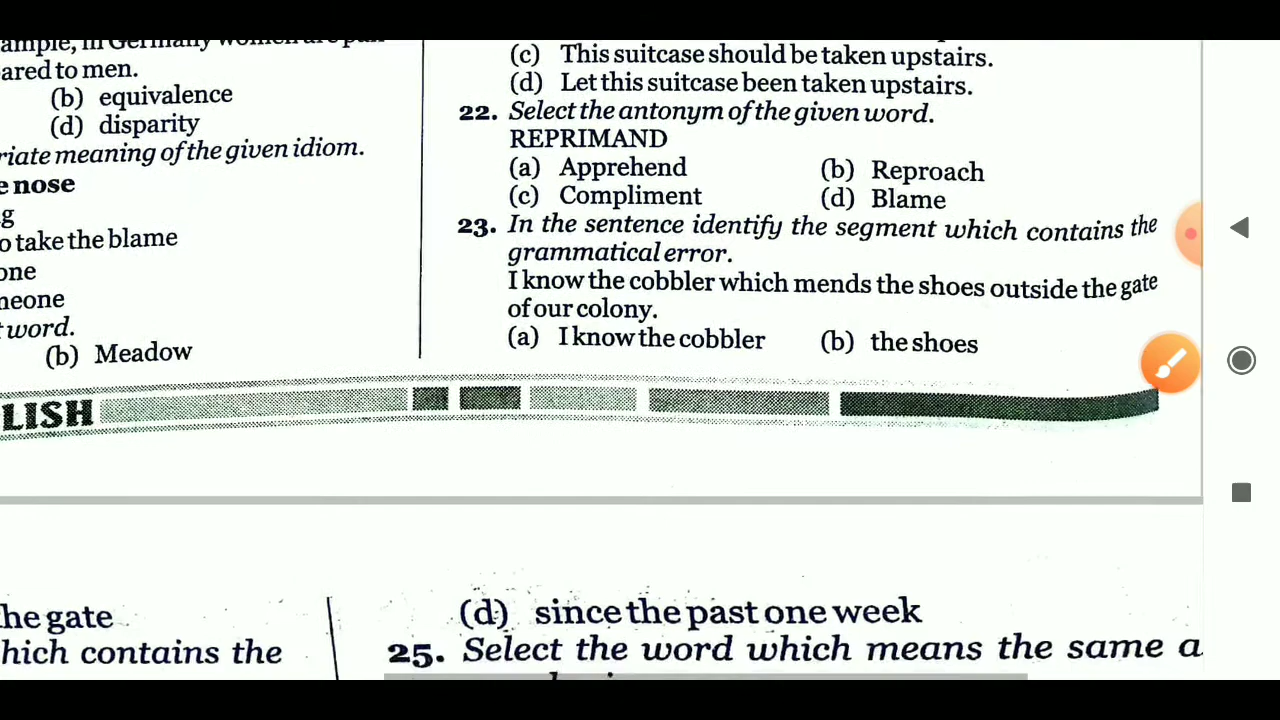 ared to men.
(b) equivalence
(d) disparity
riate meaning of the given idiom.
e nose
g
o take the blame
one
neone
word.
(b) Meadow
(c) This suitcase should be taken upstairs.
(d) Let this suitcase been taken upstairs.
22. Select the antonym of the given word.
REPRIMAND
(a) Apprehend (b) Reproach
(c) Compliment (d) Blame
23. In the sentence identify the segment which contains the
grammatical error.
I know the cobbler which mends the shoes outside the gate
of our colony.
(a) I know the cobbler (b) the shoes
LISH
he gate
hich contains the
(d) since the past one week
25. Select the word which means the same a